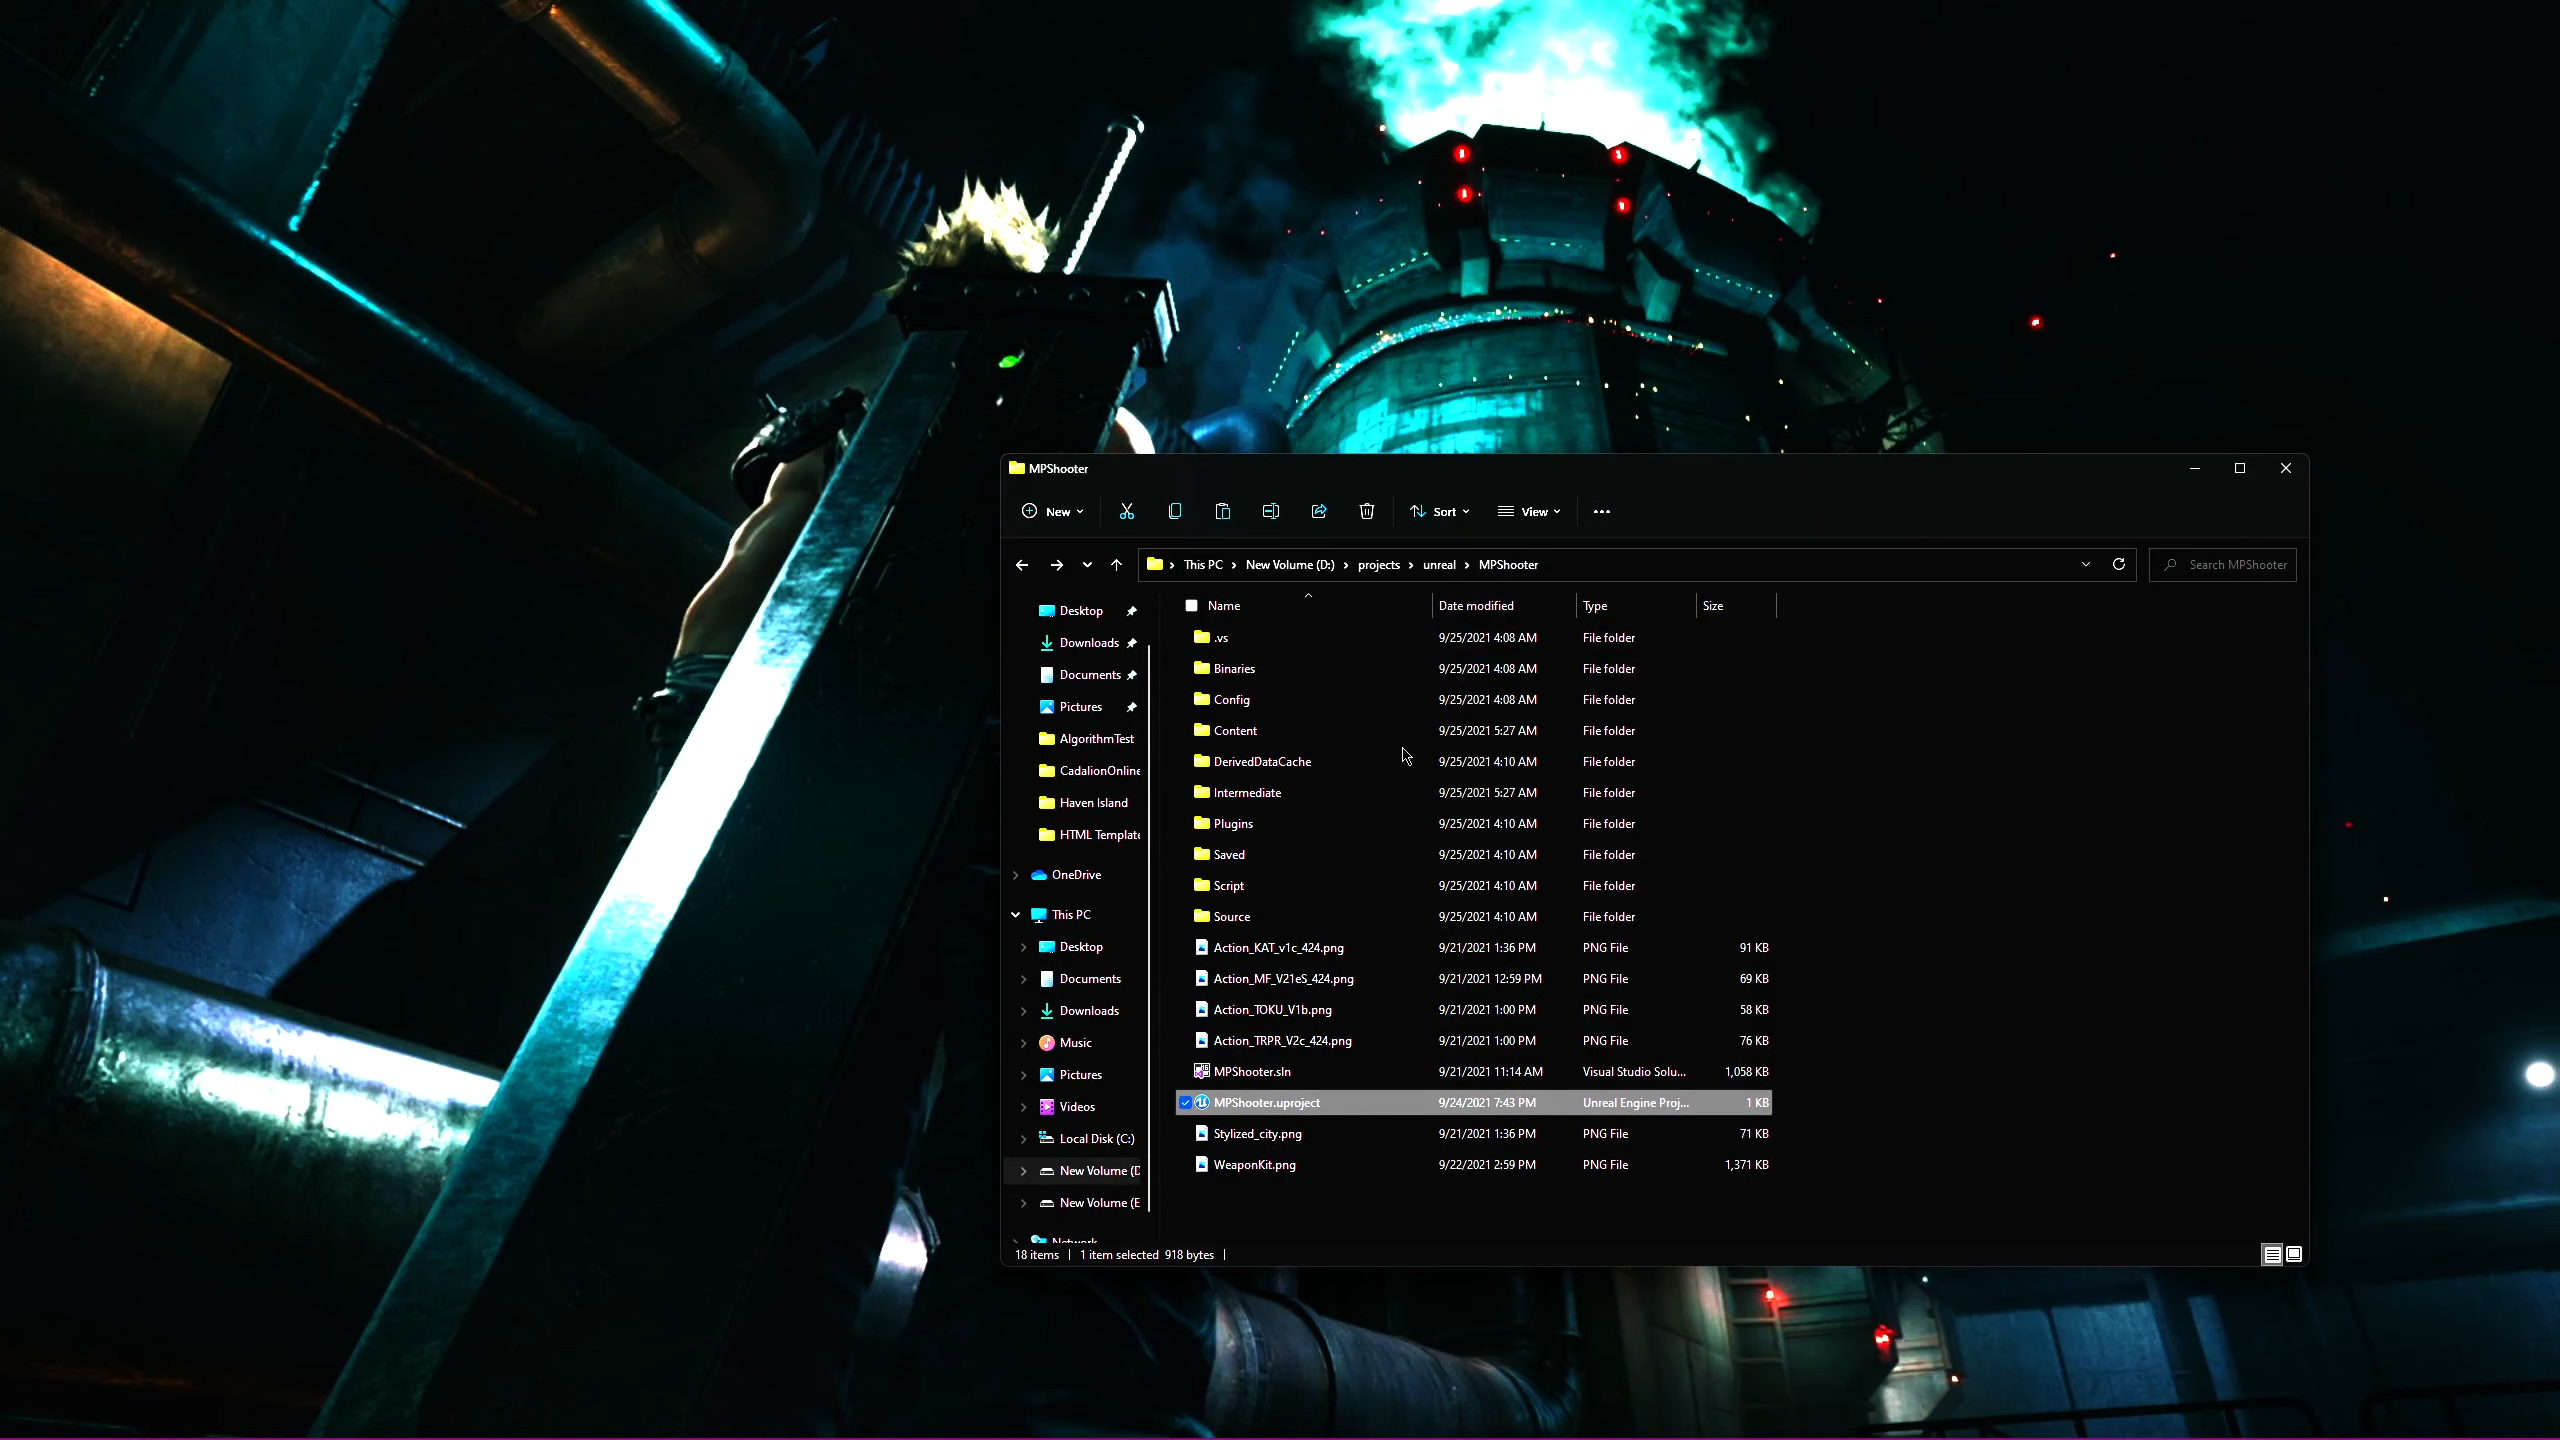 MPShooter
New
Sort
View
This PC
New Volume (D:)
projects
unreal
MPShooter
Search MPShooter
Desktop
Downloads
Documents
Pictures
AlgorithmTest
CadalionOnline
Haven Island
HTML Template
OneDrive
This PC
Desktop
Documents
Downloads
Music
Pictures
Videos
Local Disk (C:)
New Volume (D
New Volume (E
Network
Name Date modified Type Size
.vs 9/25/2021 4:08 AM File folder
Binaries 9/25/2021 4:08 AM File folder
Config 9/25/2021 4:08 AM File folder
Content 9/25/2021 5:27 AM File folder
DerivedDataCache 9/25/2021 4:10 AM File folder
Intermediate 9/25/2021 5:27 AM File folder
Plugins 9/25/2021 4:10 AM File folder
Saved 9/25/2021 4:10 AM File folder
Script 9/25/2021 4:10 AM File folder
Source 9/25/2021 4:10 AM File folder
Action_KAT_v1c_424.png 9/21/2021 1:36 PM PNG File 91 KB
Action_MF_V21eS_424.png 9/21/2021 12:59 PM PNG File 69 KB
Action_TOKU_V1b.png 9/21/2021 1:00 PM PNG File 58 KB
Action_TRPR_V2c_424.png 9/21/2021 1:00 PM PNG File 76 KB
MPShooter.sln 9/21/2021 11:14 AM Visual Studio Solu... 1,058 KB
MPShooter.uproject 9/24/2021 7:43 PM Unreal Engine Proj... 1 KB
Stylized_city.png 9/21/2021 1:36 PM PNG File 71 KB
WeaponKit.png 9/22/2021 2:59 PM PNG File 1,371 KB
18 items 1 item selected 918 bytes